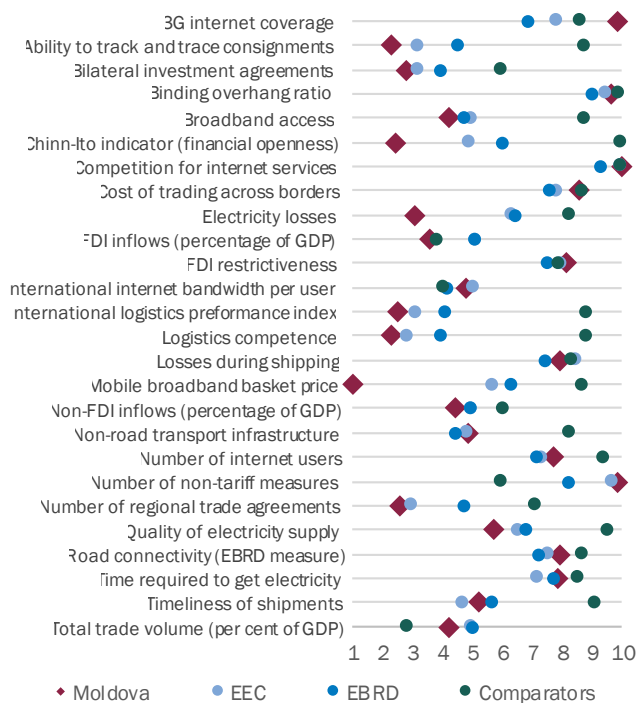 3G internet coverage
Ability to track and trace consignments
Bilateral investment agreements
Binding overhang ratio
Broadband access
Chinn-Ito indicator (financial openness)
Competition for internet services
Cost of trading across borders
Electricity losses
FDI inflows (percentage of GDP)
FDI restrictiveness
nternational internet bandwidth per user
nternational logistics preformance index
Logistics competence
Losses during shipping
Mobile broadband basket price
Non-FDI inflows (percentage of GDP)
Non-road transport infrastructure
Number of internet users
Number of non-tariff measures
Number of regional trade agreements
Quality of electricity supply
Road connectivity (EBRD measure)
Time required to get electricity
Timeliness of shipments
Total trade volume (per cent of GDP)
1 2 3 4 5 6 7 8 9 10
Moldova EEC EBRD Comparators